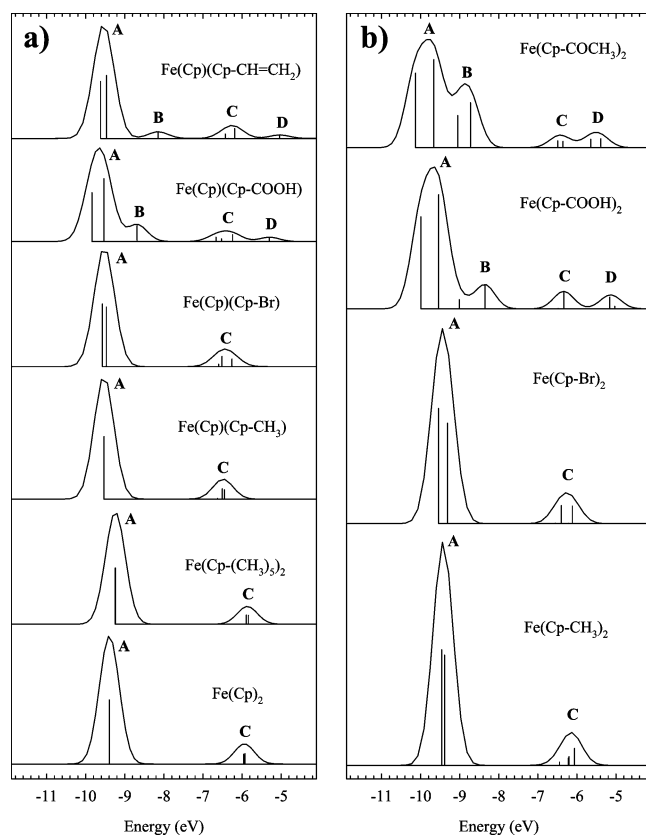 a)
A
Fe(Cp)(Cp-CH=CH₂)
B
C
D
A
Fe(Cp)(Cp-COOH)
B
C
D
A
Fe(Cp)(Cp-Br)
C
A
Fe(Cp)(Cp-CH₃)
C
A
Fe(Cp-(CH₃)₅)₂
C
A
Fe(Cp)₂
C
-11 -10 -9 -8 -7 -6 -5
Energy (eV)
b)
A
Fe(Cp-COCH₃)₂
B
C
D
A
Fe(Cp-COOH)₂
B
C
D
A
Fe(Cp-Br)₂
C
A
Fe(Cp-CH₃)₂
C
-11 -10 -9 -8 -7 -6 -5
Energy (eV)